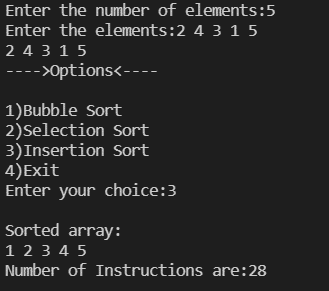 Enter the number of elements:5
Enter the elements:2 4 3 1 5
2 4 3 1 5
---->Options<----
1)Bubble Sort
2)Selection Sort
3)Insertion Sort
4)Exit
Enter your choice:3
Sorted array:
1 2 3 4 5
Number of Instructions are:28